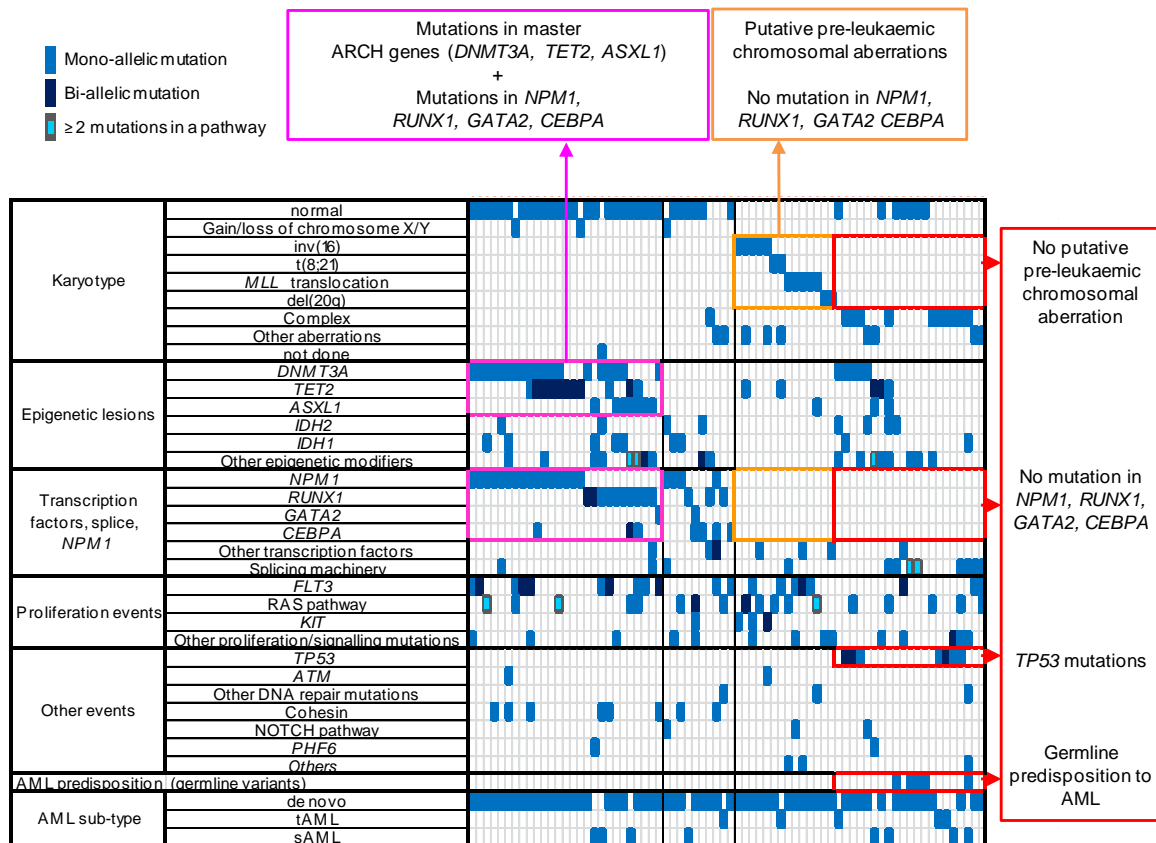 Mutations in master
ARCH genes (DNMT3A, TET2, ASXL1)
+
Mutations in NPM1,
RUNX1, GATA2, CEBPA
Putative pre-leukaemic
chromosomal aberrations
No mutation in NPM1,
RUNX1, GATA2 CEBPA
Mono-allelic mutation
Bi-allelic mutation
≥ 2 mutations in a pathway
Karyotype
normal
Gain/loss of chromosome X/Y
inv(16)
t(8;21)
MLL translocation
del(20q)
Complex
Other aberrations
not done
Epigenetic lesions
DNMT3A
TET2
ASXL1
IDH2
IDH1
Other epigenetic modifiers
Transcription
factors, splice,
NPM1
NPM1
RUNX1
GATA2
CEBPA
Other transcription factors
Splicing machinery
Proliferation events
FLT3
RAS pathway
KIT
Other proliferation/signalling mutations
Other events
TP53
ATM
Other DNA repair mutations
Cohesin
NOTCH pathway
PHF6
Others
AML predisposition (germline variants)
AML sub-type
de novo
tAML
sAML
No putative
pre-leukaemic
chromosomal
aberration
No mutation in
NPM1, RUNX1,
GATA2, CEBPA
TP53 mutations
Germline
predisposition to
AML